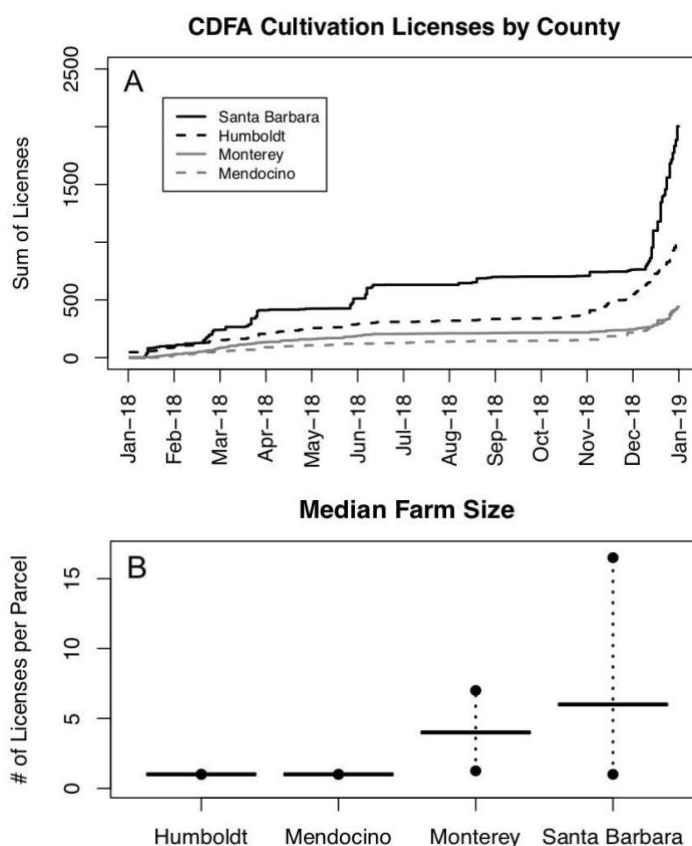 CDFA Cultivation Licenses by County
A
Santa Barbara
Humboldt
Monterey
Mendocino
Sum of Licenses
2500
1500
500
0
Jan-18
Feb-18
Mar-18
Apr-18
May-18
Jun-18
Jul-18
Aug-18
Sep-18
Oct-18
Nov-18
Dec-18
Jan-19
Median Farm Size
B
# of Licenses per Parcel
15
10
5
0
Humboldt Mendocino Monterey Santa Barbara